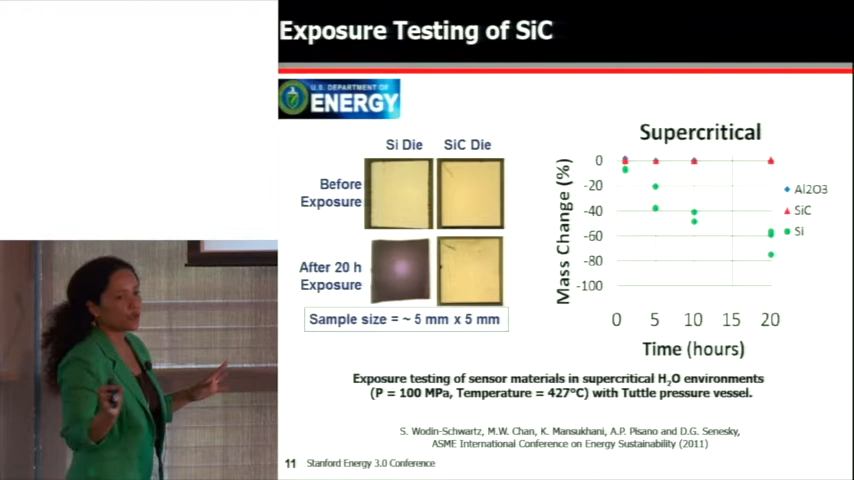 Exposure Testing of SiC
U.S. DEPARTMENT OF
ENERGY
Si Die
SiC Die
Before
Exposure
After 20 h
Exposure
Sample size = ~ 5 mm x 5 mm
Supercritical
Mass Change (%)
0
-20
-40
-60
-80
-100
0 5 10 15 20
Time (hours)
Al2O3
SiC
Si
Exposure testing of sensor materials in supercritical H₂O environments
(P = 100 MPa, Temperature = 427°C) with Tuttle pressure vessel.
S. Wodin-Schwartz, M.W. Chan, K. Mansukhani, A.P. Pisano and D.G. Senesky,
ASME International Conference on Energy Sustainability (2011)
11 Stanford Energy 3.0 Conference